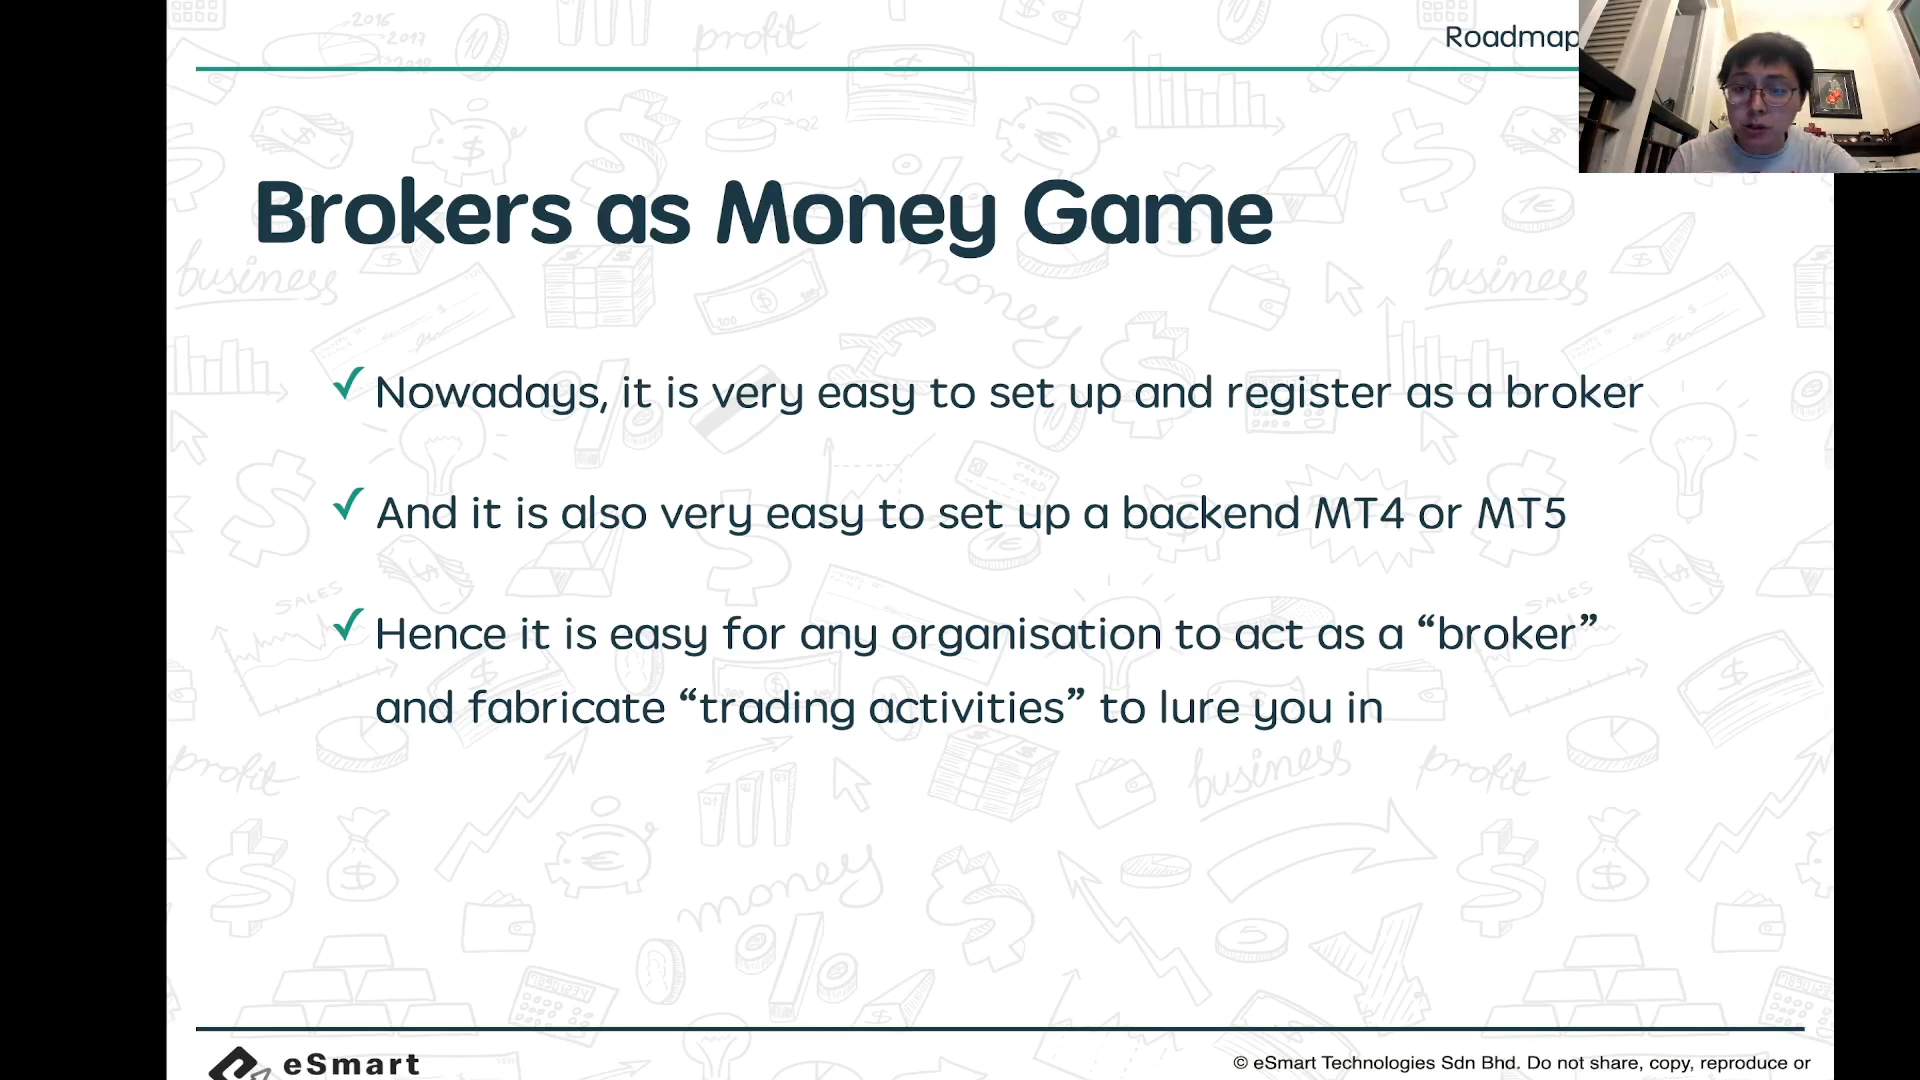 Roadmap
Brokers as Money Game
✓ Nowadays, it is very easy to set up and register as a broker
✓ And it is also very easy to set up a backend MT4 or MT5
✓ Hence it is easy for any organisation to act as a “broker”
and fabricate “trading activities” to lure you in
eSmart
© eSmart Technologies Sdn Bhd. Do not share, copy, reproduce or